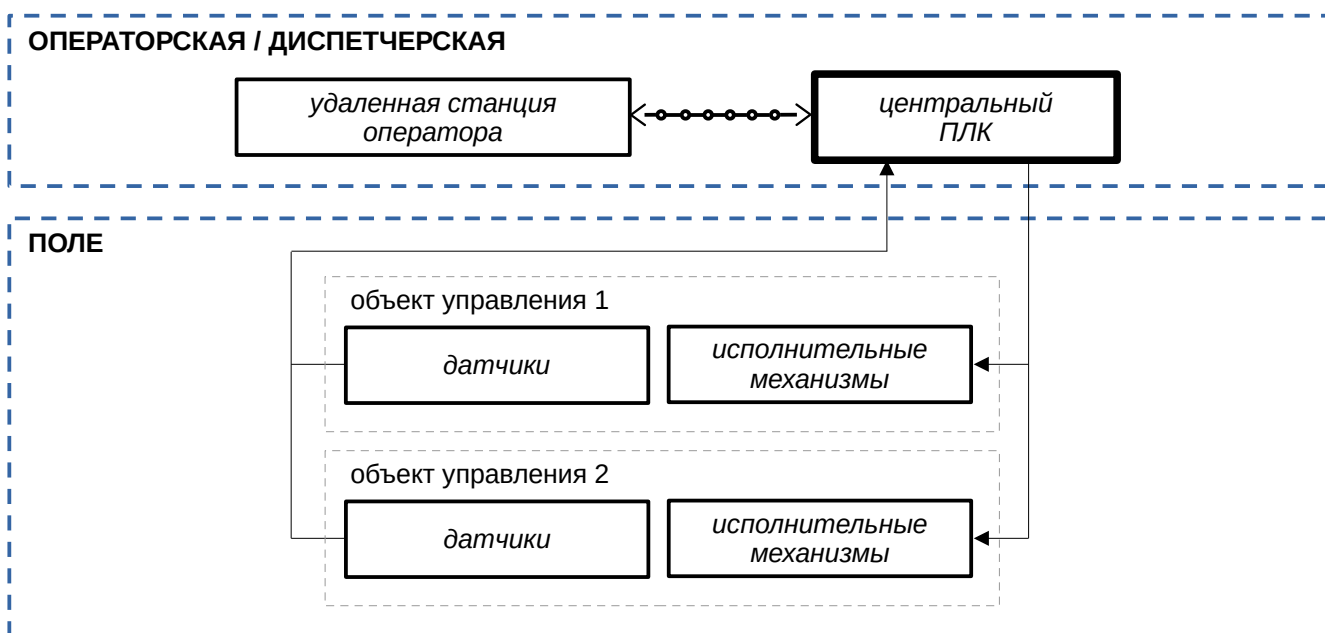 ОПЕРАТОРСКАЯ / ДИСПЕТЧЕРСКАЯ
удаленная станция
оператора
центральный
ПЛК
ПОЛЕ
объект управления 1
датчики
исполнительные
механизмы
объект управления 2
датчики
исполнительные
механизмы